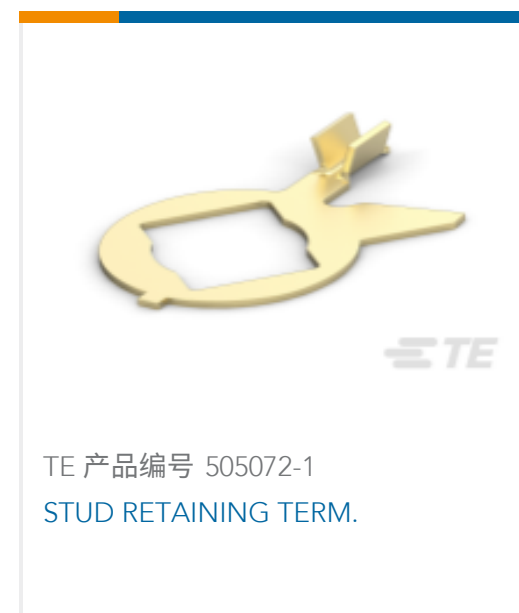 TE
TE 产品编号 505072-1
STUD RETAINING TERM.